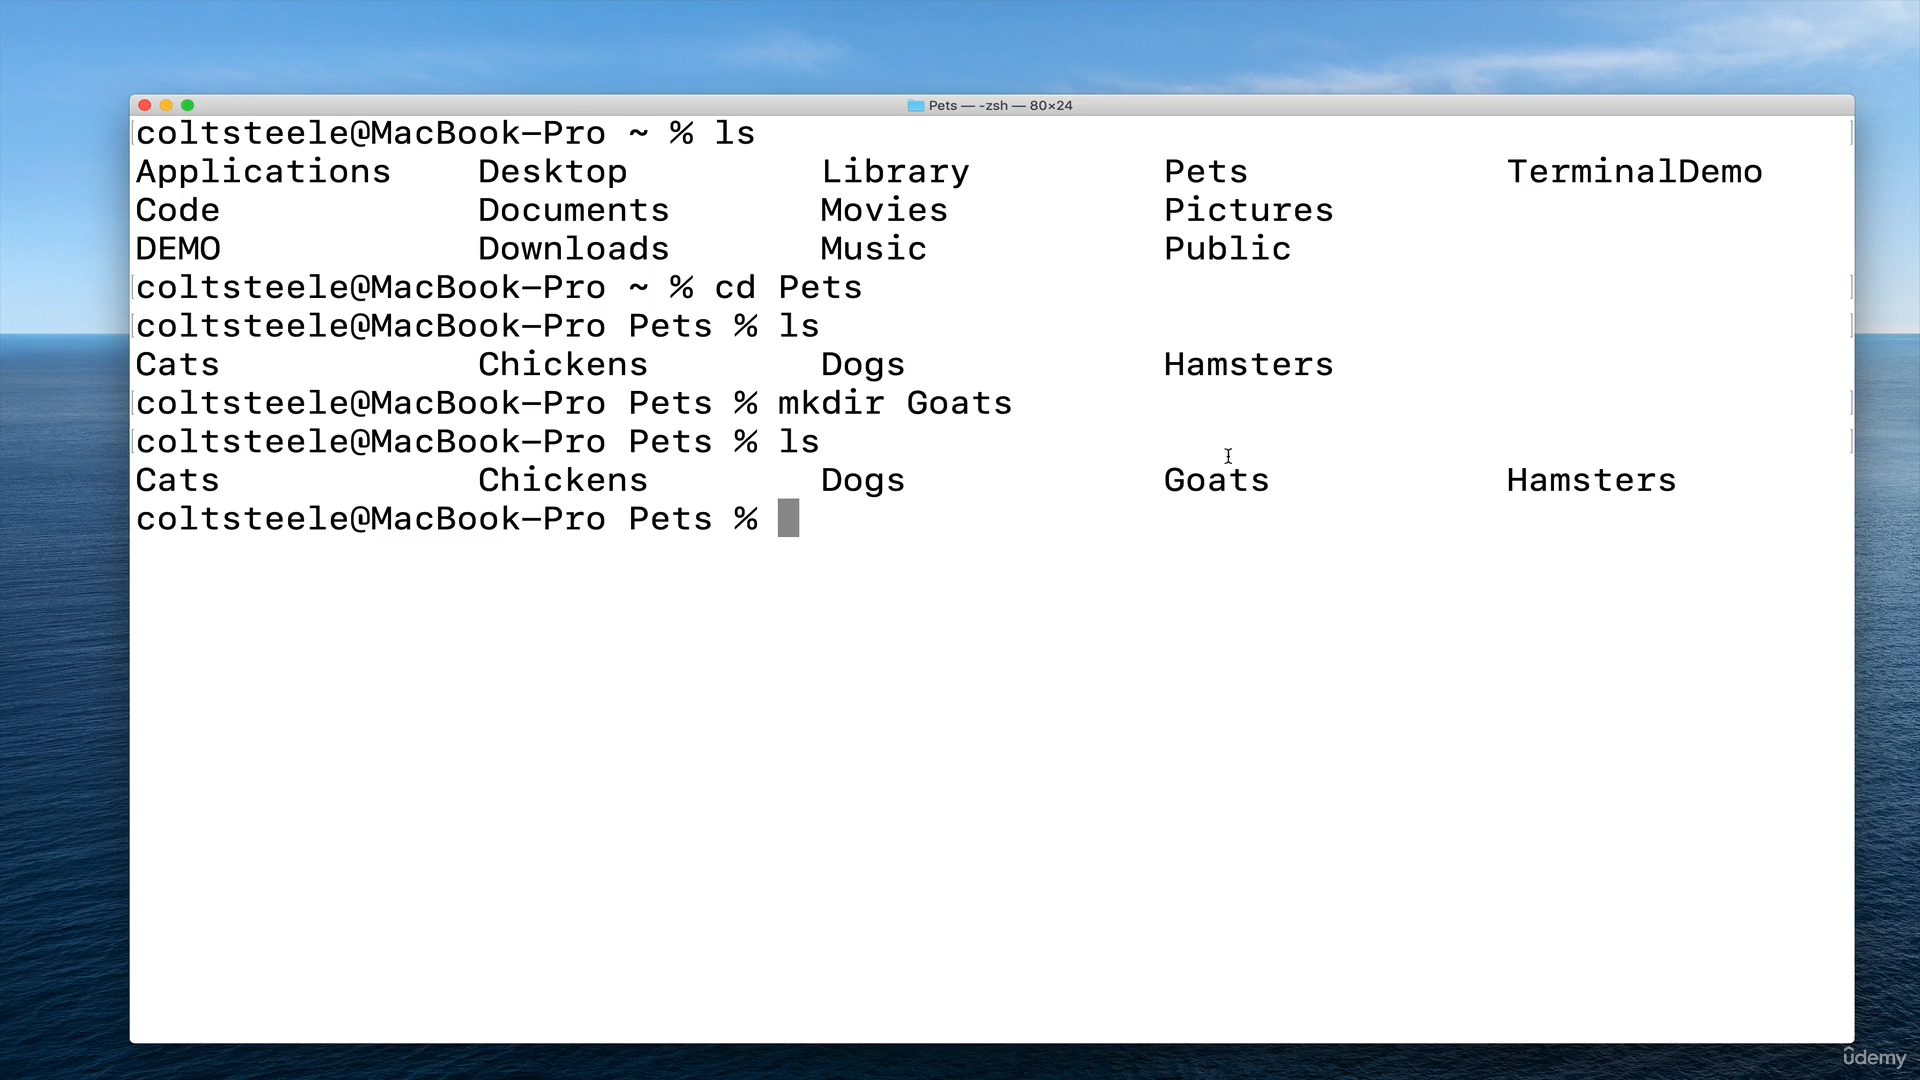 Pets — -zsh — 80×24
coltsteele@MacBook-Pro ~ % ls
Applications Desktop Library Pets TerminalDemo
Code Documents Movies Pictures
DEMO Downloads Music Public
coltsteele@MacBook-Pro ~ % cd Pets
coltsteele@MacBook-Pro Pets % ls
Cats Chickens Dogs Hamsters
coltsteele@MacBook-Pro Pets % mkdir Goats
coltsteele@MacBook-Pro Pets % ls
Cats Chickens Dogs Goats Hamsters
coltsteele@MacBook-Pro Pets %
ûdemy